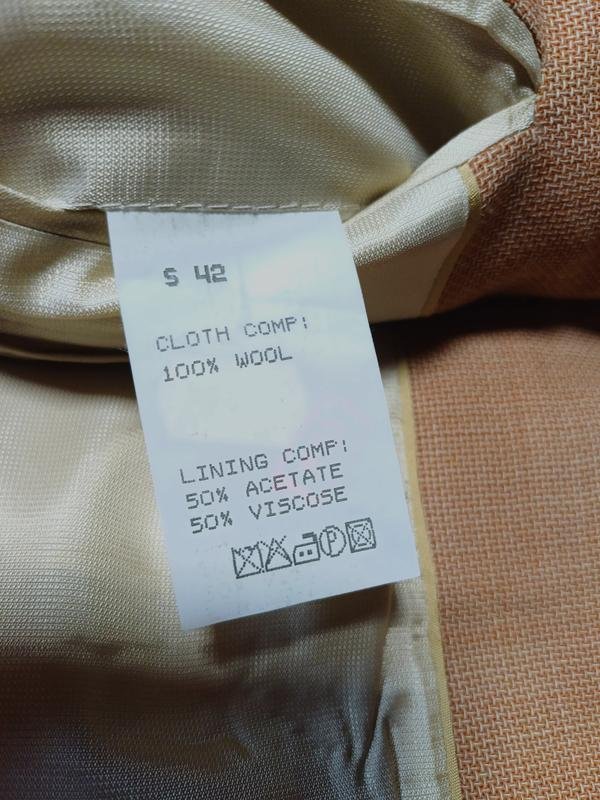 S 42
CLOTH COMP:
100% WOOL
LINING COMP:
50% ACETATE
50% VISCOSE
P